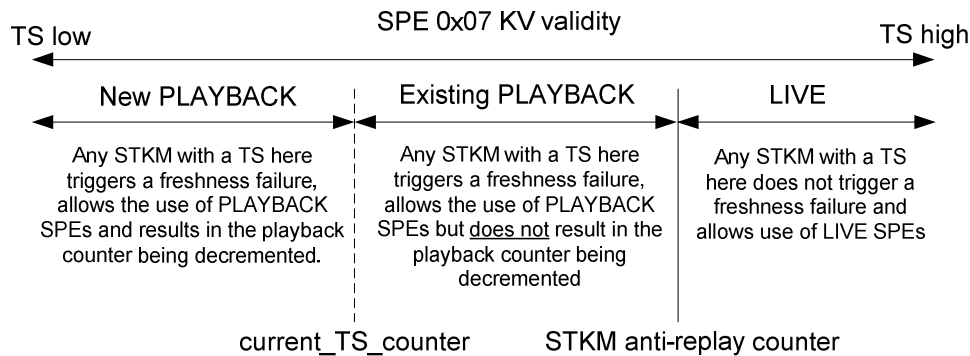 SPE 0x07 KV validity
TS low
TS high
New PLAYBACK
Existing PLAYBACK
LIVE
Any STKM with a TS here
triggers a freshness failure,
allows the use of PLAYBACK
SPEs and results in the playback
counter being decremented.
Any STKM with a TS here
triggers a freshness failure,
allows the use of PLAYBACK
SPEs but does not result in the
playback counter being
decremented
Any STKM with a TS
here does not trigger a
freshness failure and
allows use of LIVE SPEs
current_TS_counter
STKM anti-replay counter